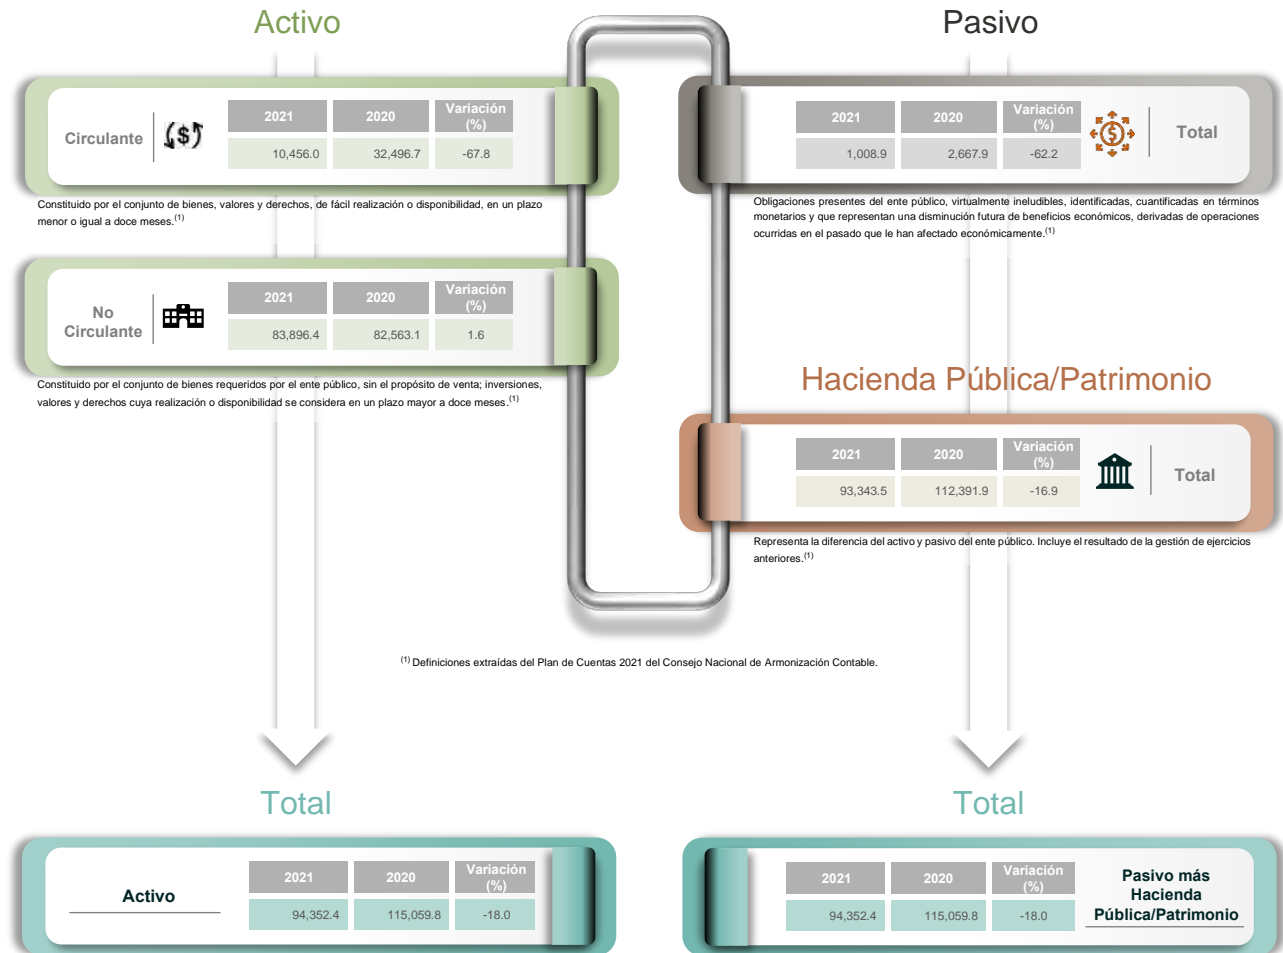 Activo
Circulante
2021 2020 Variación
(%)
10,456.0 32,496.7 -67.8
Constituido por el conjunto de bienes, valores y derechos, de fácil realización o disponibilidad, en un plazo
menor o igual a doce meses.(1)
No
Circulante
2021 2020 Variación
(%)
83,896.4 82,563.1 1.6
Constituido por el conjunto de bienes requeridos por el ente público, sin el propósito de venta; inversiones,
valores y derechos cuya realización o disponibilidad se considera en un plazo mayor a doce meses.(1)
Pasivo
2021 2020 Variación
(%)
1,008.9 2,667.9 -62.2
Total
Obligaciones presentes del ente público, virtualmente ineludibles, identificadas, cuantificadas en términos
monetarios y que representan una disminución futura de beneficios económicos, derivadas de operaciones
ocurridas en el pasado que le han afectado económicamente.(1)
Hacienda Pública/Patrimonio
2021 2020 Variación
(%)
93,343.5 112,391.9 -16.9
Total
Representa la diferencia del activo y pasivo del ente público. Incluye el resultado de la gestión de ejercicios
anteriores.(1)
(1) Definiciones extraídas del Plan de Cuentas 2021 del Consejo Nacional de Armonización Contable.
Total
Activo
2021 2020 Variación
(%)
94,352.4 115,059.8 -18.0
Total
2021 2020 Variación
(%)
94,352.4 115,059.8 -18.0
Pasivo más
Hacienda
Pública/Patrimonio